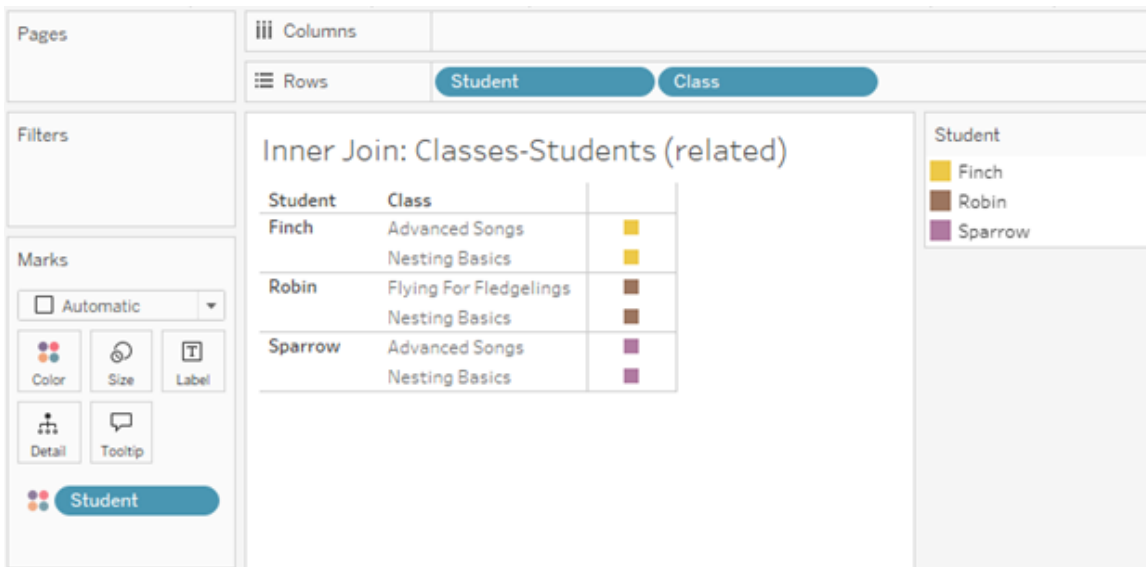 Pages
Columns
Rows Student Class
Filters
Inner Join: Classes-Students (related)
Student Class
Finch Advanced Songs
Nesting Basics
Robin Flying For Fledgelings
Nesting Basics
Sparrow Advanced Songs
Nesting Basics
Student
Finch
Robin
Sparrow
Marks
Automatic
Color Size Label
Detail Tooltip
Student